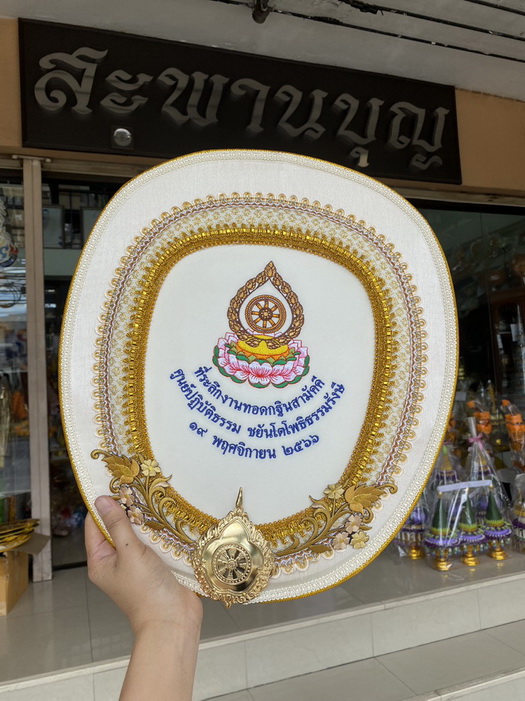 สะพานบุญ
ที่ระลึกงานทอดกฐินสามัคคี
ศูนย์ปฏิบัติธรรม ชยันโตโพธิธรรมรังษี
๑๙ พฤศจิกายน ๒๕๖๖